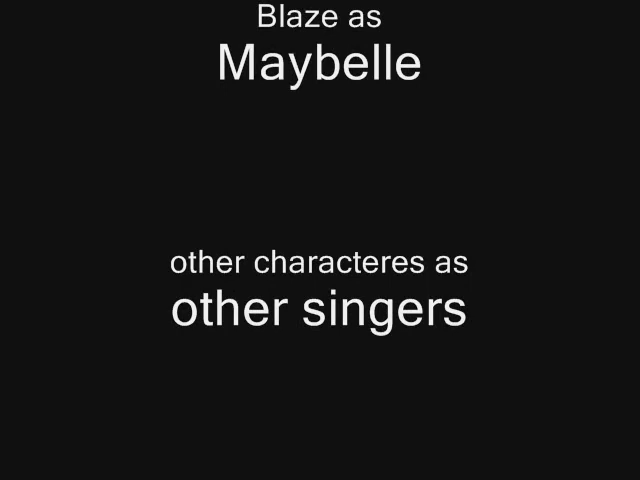 Blaze as
Maybelle
other characteres as
other singers